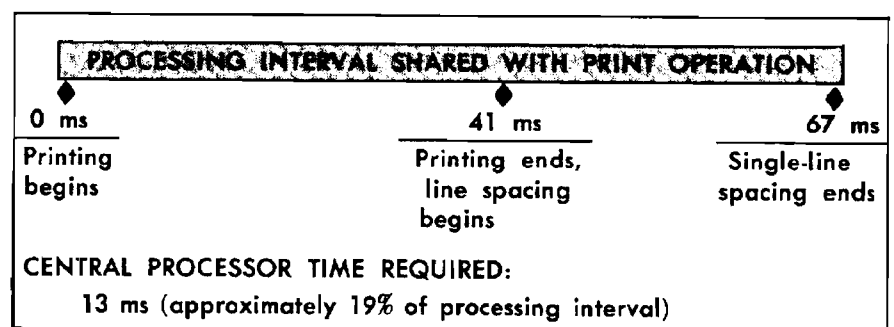 PROCESSING INTERVAL SHARED WITH PRINT OPERATION
0 ms
41 ms
67 ms
Printing
begins
Printing ends,
line spacing
begins
Single-line
spacing ends
CENTRAL PROCESSOR TIME REQUIRED:
13 ms (approximately 19% of processing interval)